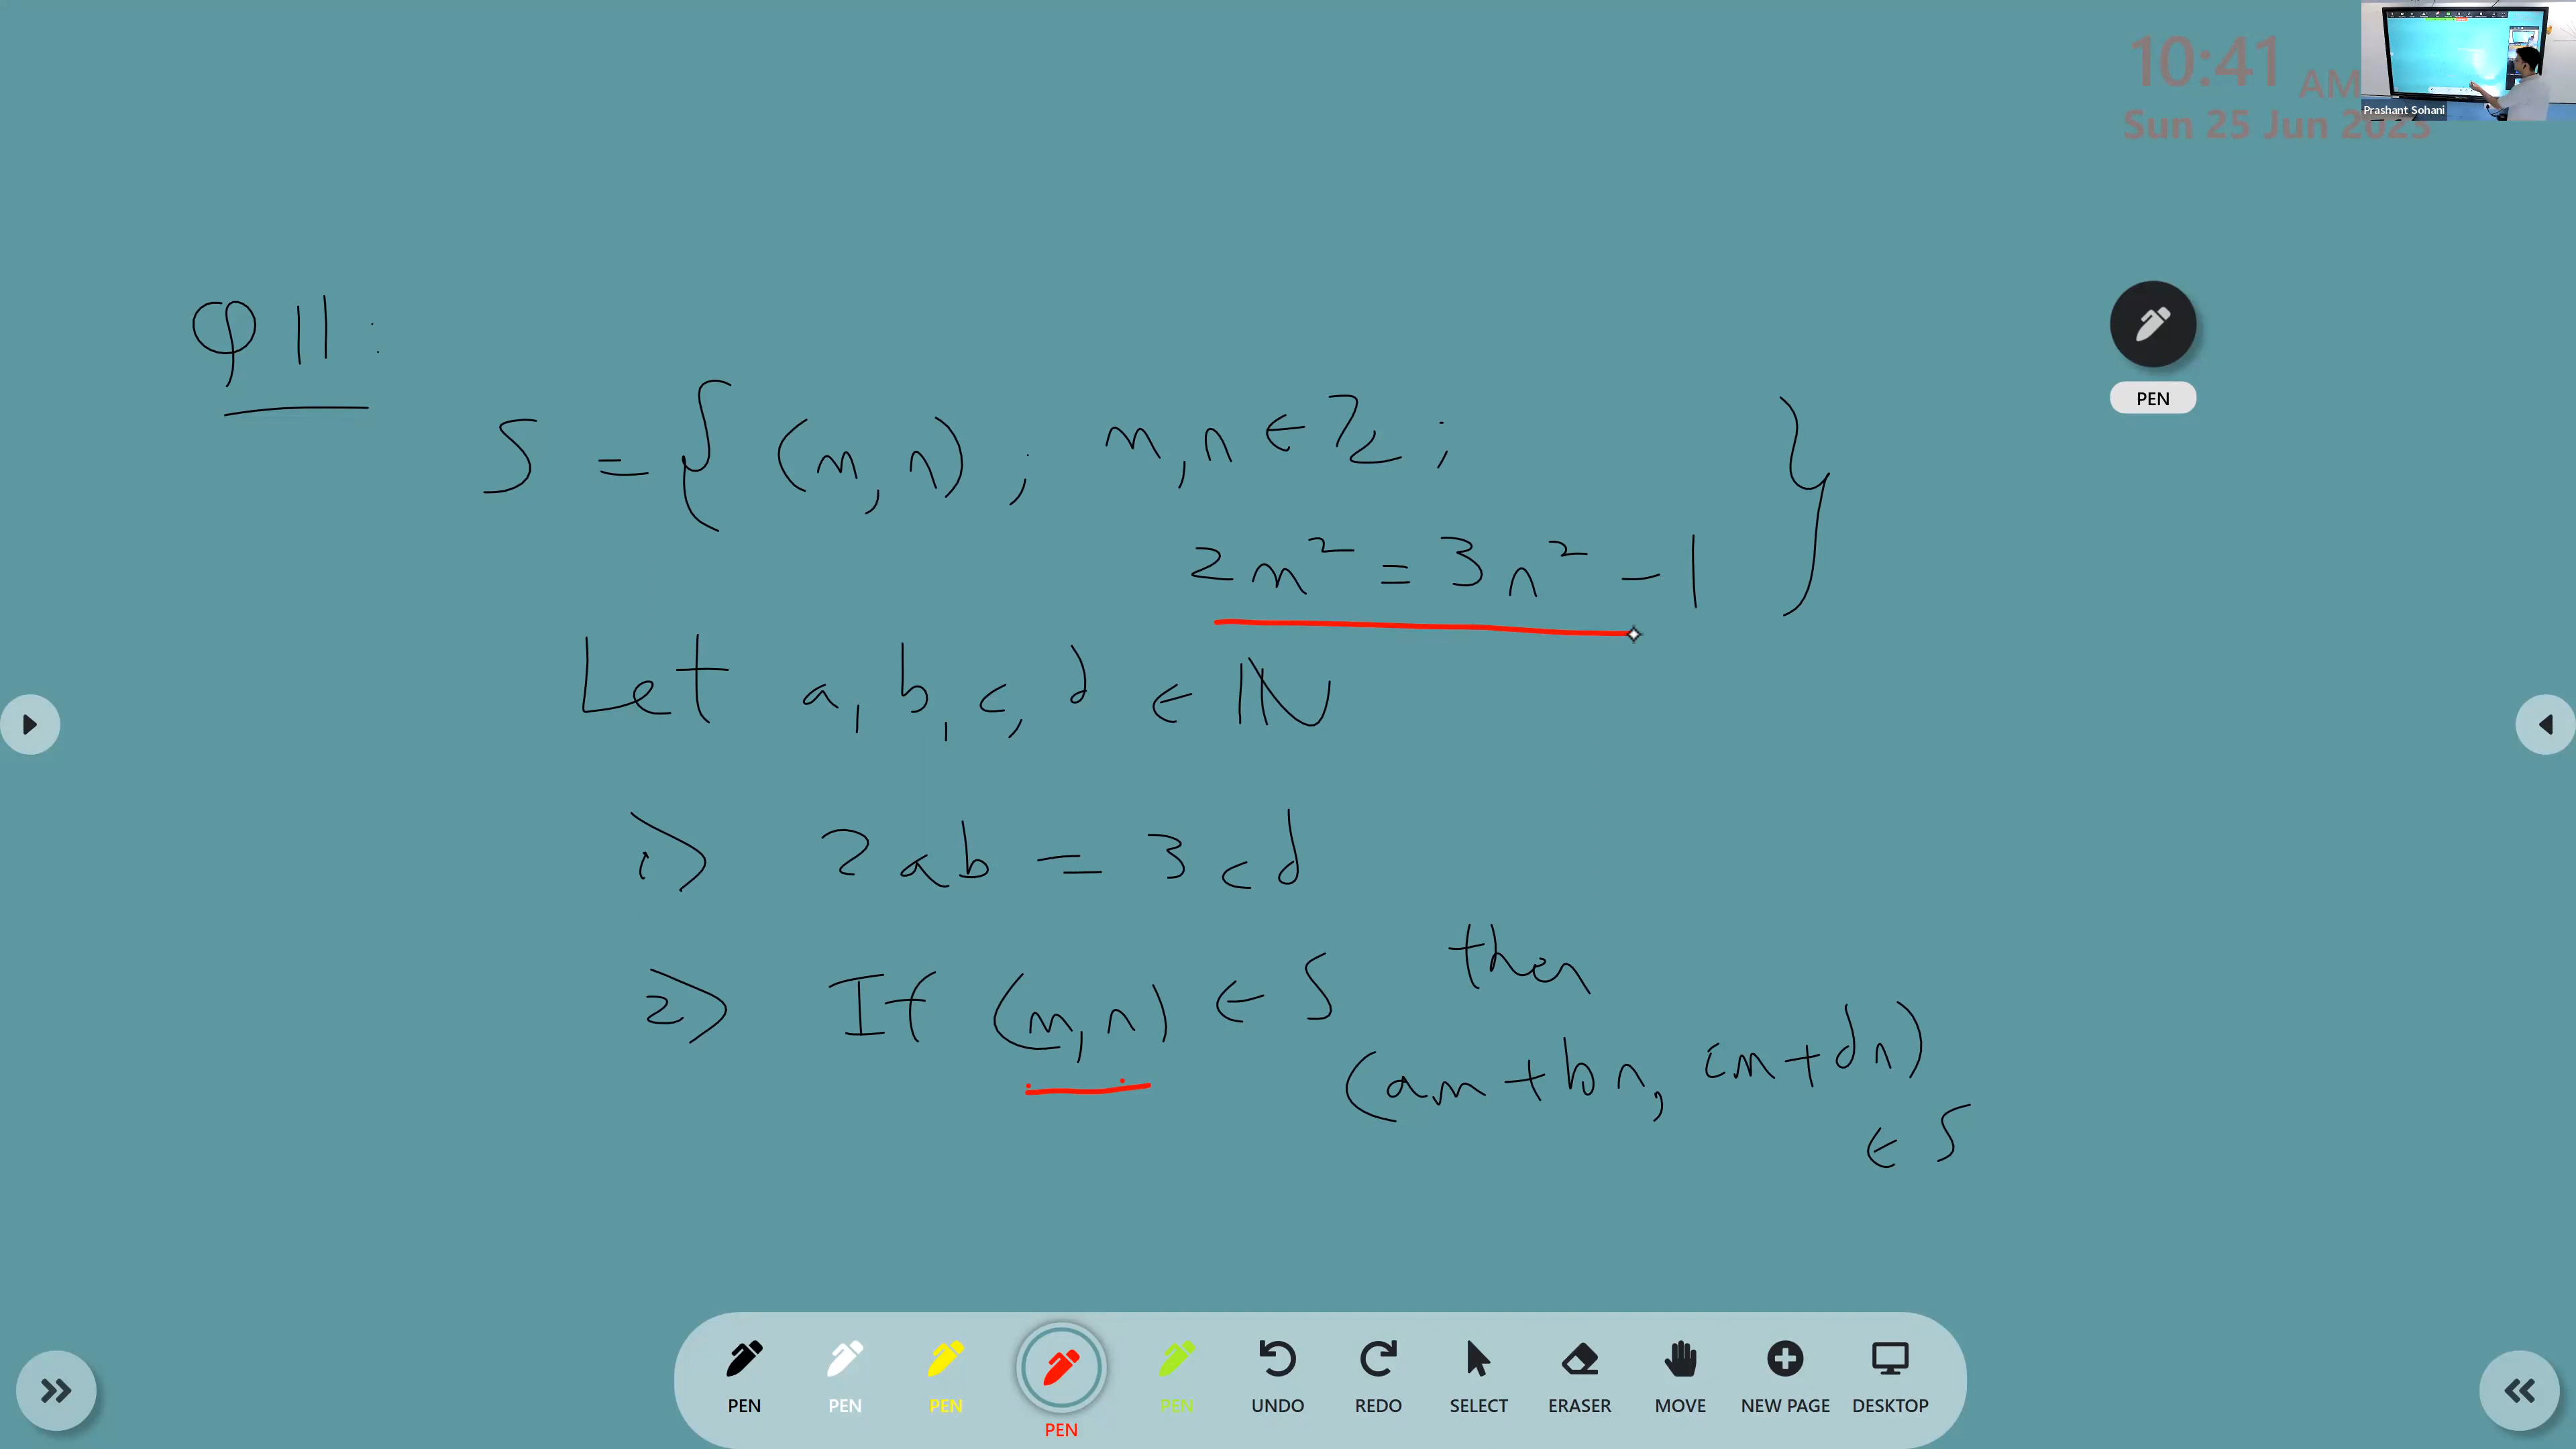 10:41 AM
Sun 25 Jun 2023
Prashant Sohani
Q 11:
PEN
S = { (m, n) ; m, n ∈ Z ;
2m² = 3n² - 1 }
Let a, b, c, d ∈ N
1> 2ab = 3cd
2> If (m, n) ∈ S then
(am + bn, cm + dn)
∈ S
PEN PEN PEN PEN PEN UNDO REDO SELECT ERASER MOVE NEW PAGE DESKTOP